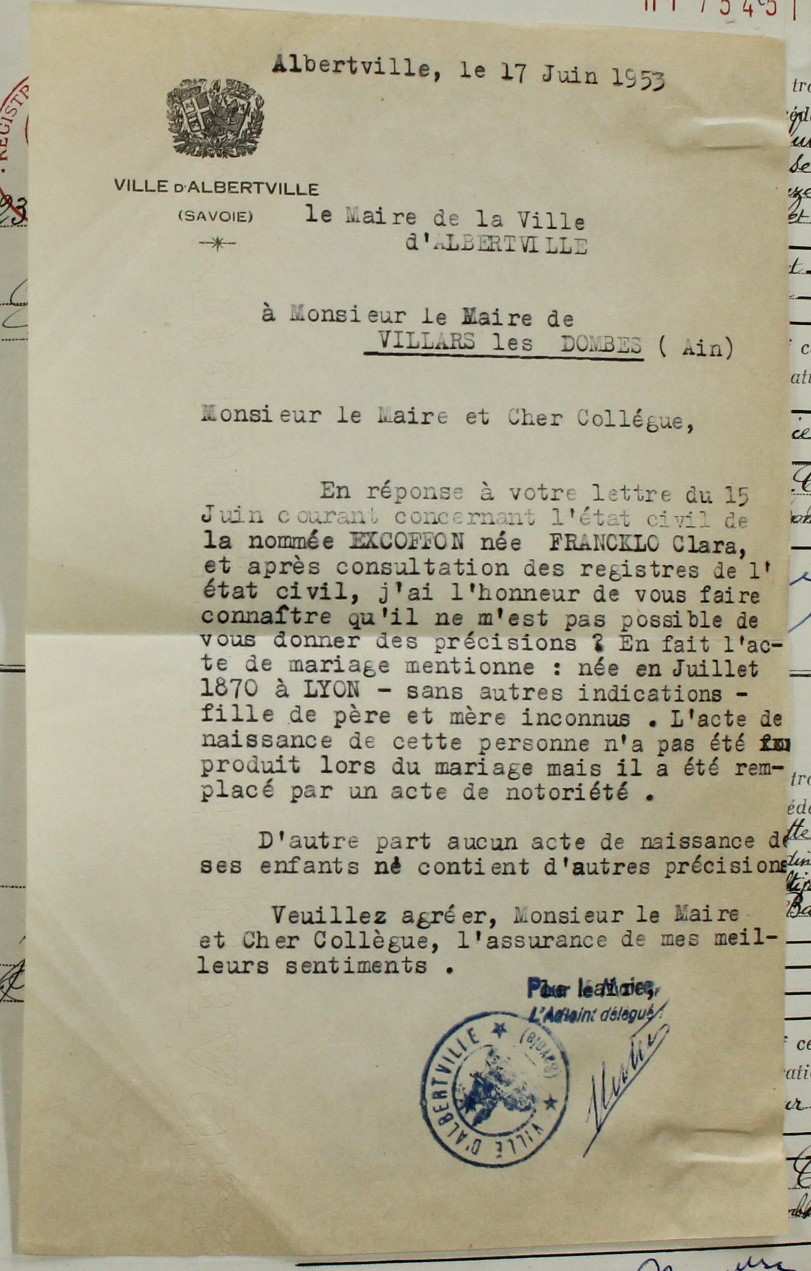 Albertville, le 17 Juin 1953
VILLE D'ALBERTVILLE
(SAVOIE)
le Maire de la Ville
d'ALBERTVILLE
à Monsieur le Maire de
VILLARS les DOMBES ( Ain)
Monsieur le Maire et Cher Collégue,
En réponse à votre lettre du 15
Juin courant concernant l'état civil de
la nommée EXCOFFON née FRANCKLO Clara,
et après consultation des registres de l'
état civil, j'ai l'honneur de vous faire
connaître qu'il ne m'est pas possible de
vous donner des précisions ? En fait l'ac-
te de mariage mentionne : née en Juillet
1870 à LYON - sans autres indications -
fille de père et mère inconnus . L'acte de
naissance de cette personne n'a pas été
produit lors du mariage mais il a été rem-
placé par un acte de notoriété .
D'autre part aucun acte de naissance de
ses enfants né contient d'autres précisions
Veuillez agréer, Monsieur le Maire
et Cher Collègue, l'assurance de mes meil-
leurs sentiments .
Pour le Maire,
L'Adjoint délégué:
VILLE D'ALBERTVILLE